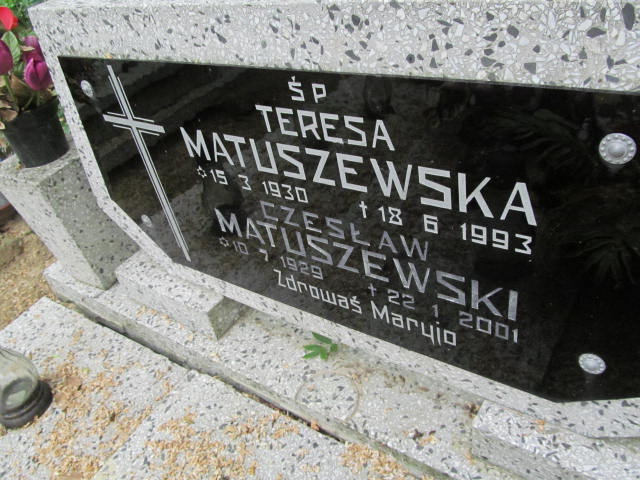 ŚP
TERESA
MATUSZEWSKA
✡15 3 1930 †18 6 1993
CZESŁAW
MATUSZEWSKI
✡10 7 1929 †22 1 2001
Zdrowaś Maryjo